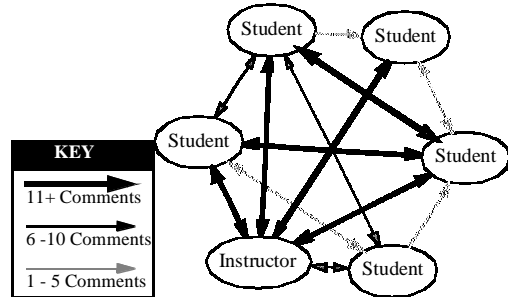 Student
Student
Student
Student
KEY
11+ Comments
6 -10 Comments
1 - 5 Comments
Instructor
Student